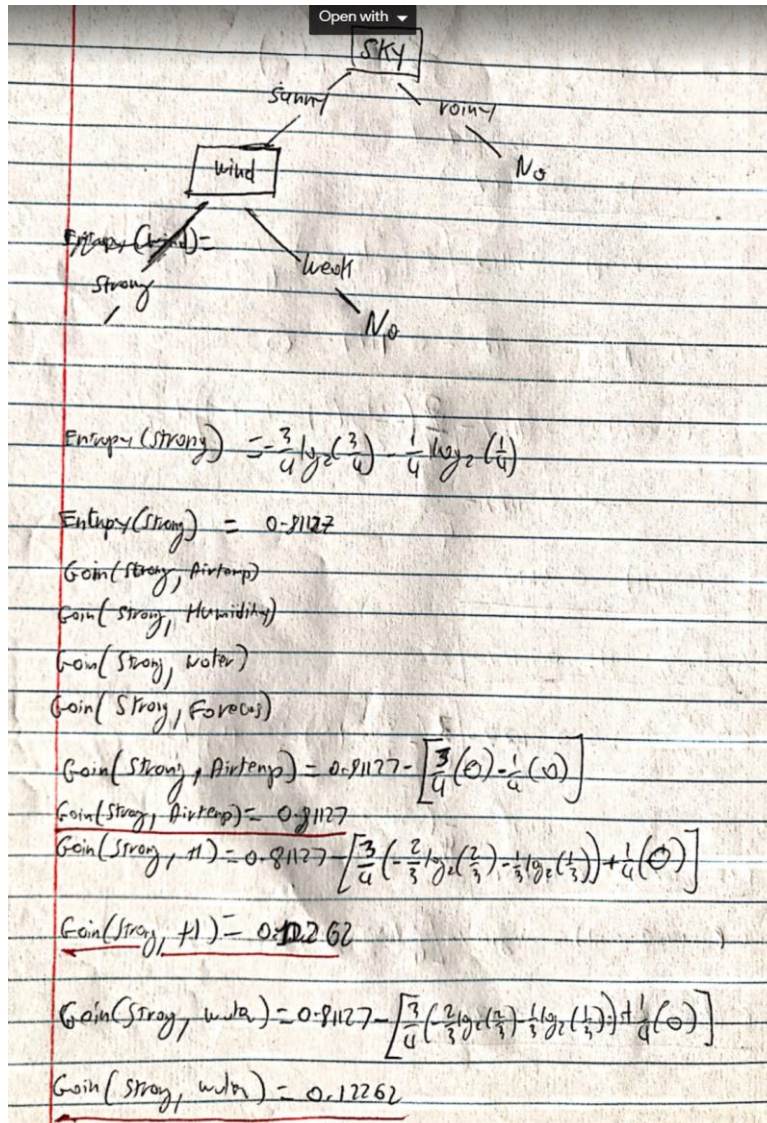 Open with
SKY
sunny rainy
wind No
Entropy (wind)=
weak
strong
No
Entropy (strong) = -3/4 log₂(3/4) - 1/4 log₂(1/4)
Entropy(strong) = 0.81127
Gain(strong, Airtemp)
Gain(strong, Humidity)
Gain(strong, water)
Gain(strong, Forecas)
Gain(strong, Airtemp) = 0.81127 - [3/4(0) - 1/4(0)]
Gain(strong, Airtemp) = 0.81127
Gain(strong, H) = 0.81127 - [3/4(-2/3 log₂(2/3) - 1/3 log₂(1/3)) + 1/4(0)]
Gain(strong, H) = 0.12262
Gain(strong, water) = 0.81127 - [3/4(-2/3 log₂(2/3) - 1/3 log₂(1/3)) + 1/4(0)]
Gain(strong, water) = 0.12262